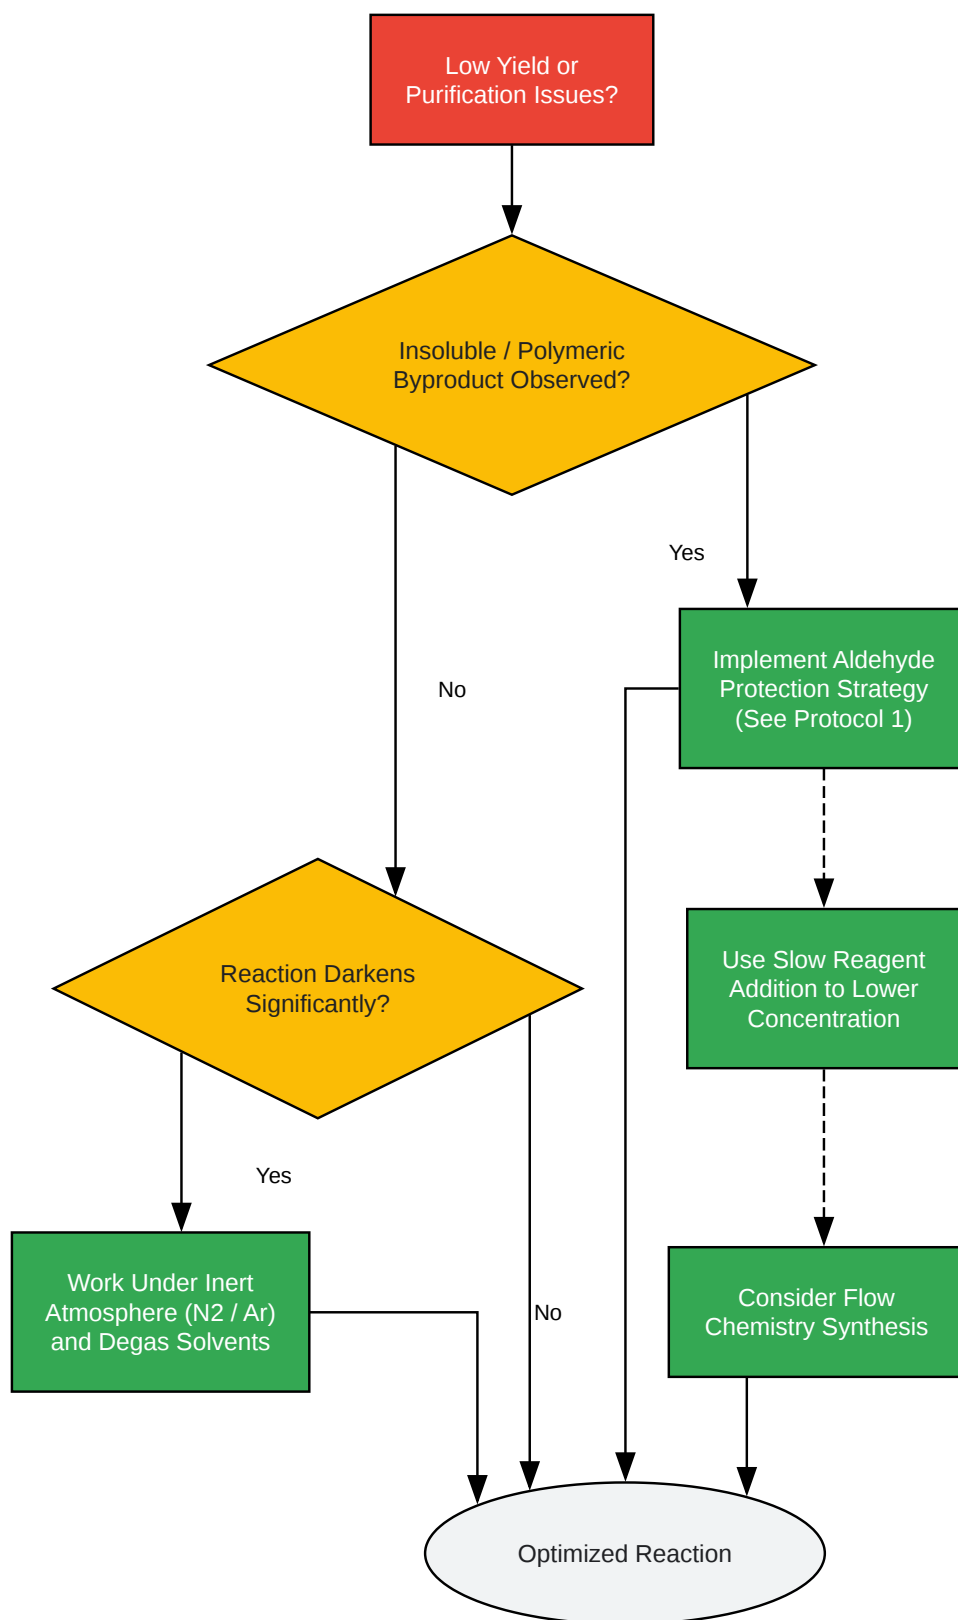 Low Yield or
Purification Issues?
Insoluble / Polymeric
Byproduct Observed?
Yes
Implement Aldehyde
Protection Strategy
(See Protocol 1)
No
Use Slow Reagent
Addition to Lower
Concentration
Reaction Darkens
Significantly?
Yes
Work Under Inert
Atmosphere (N2 / Ar)
and Degas Solvents
No
Consider Flow
Chemistry Synthesis
Optimized Reaction